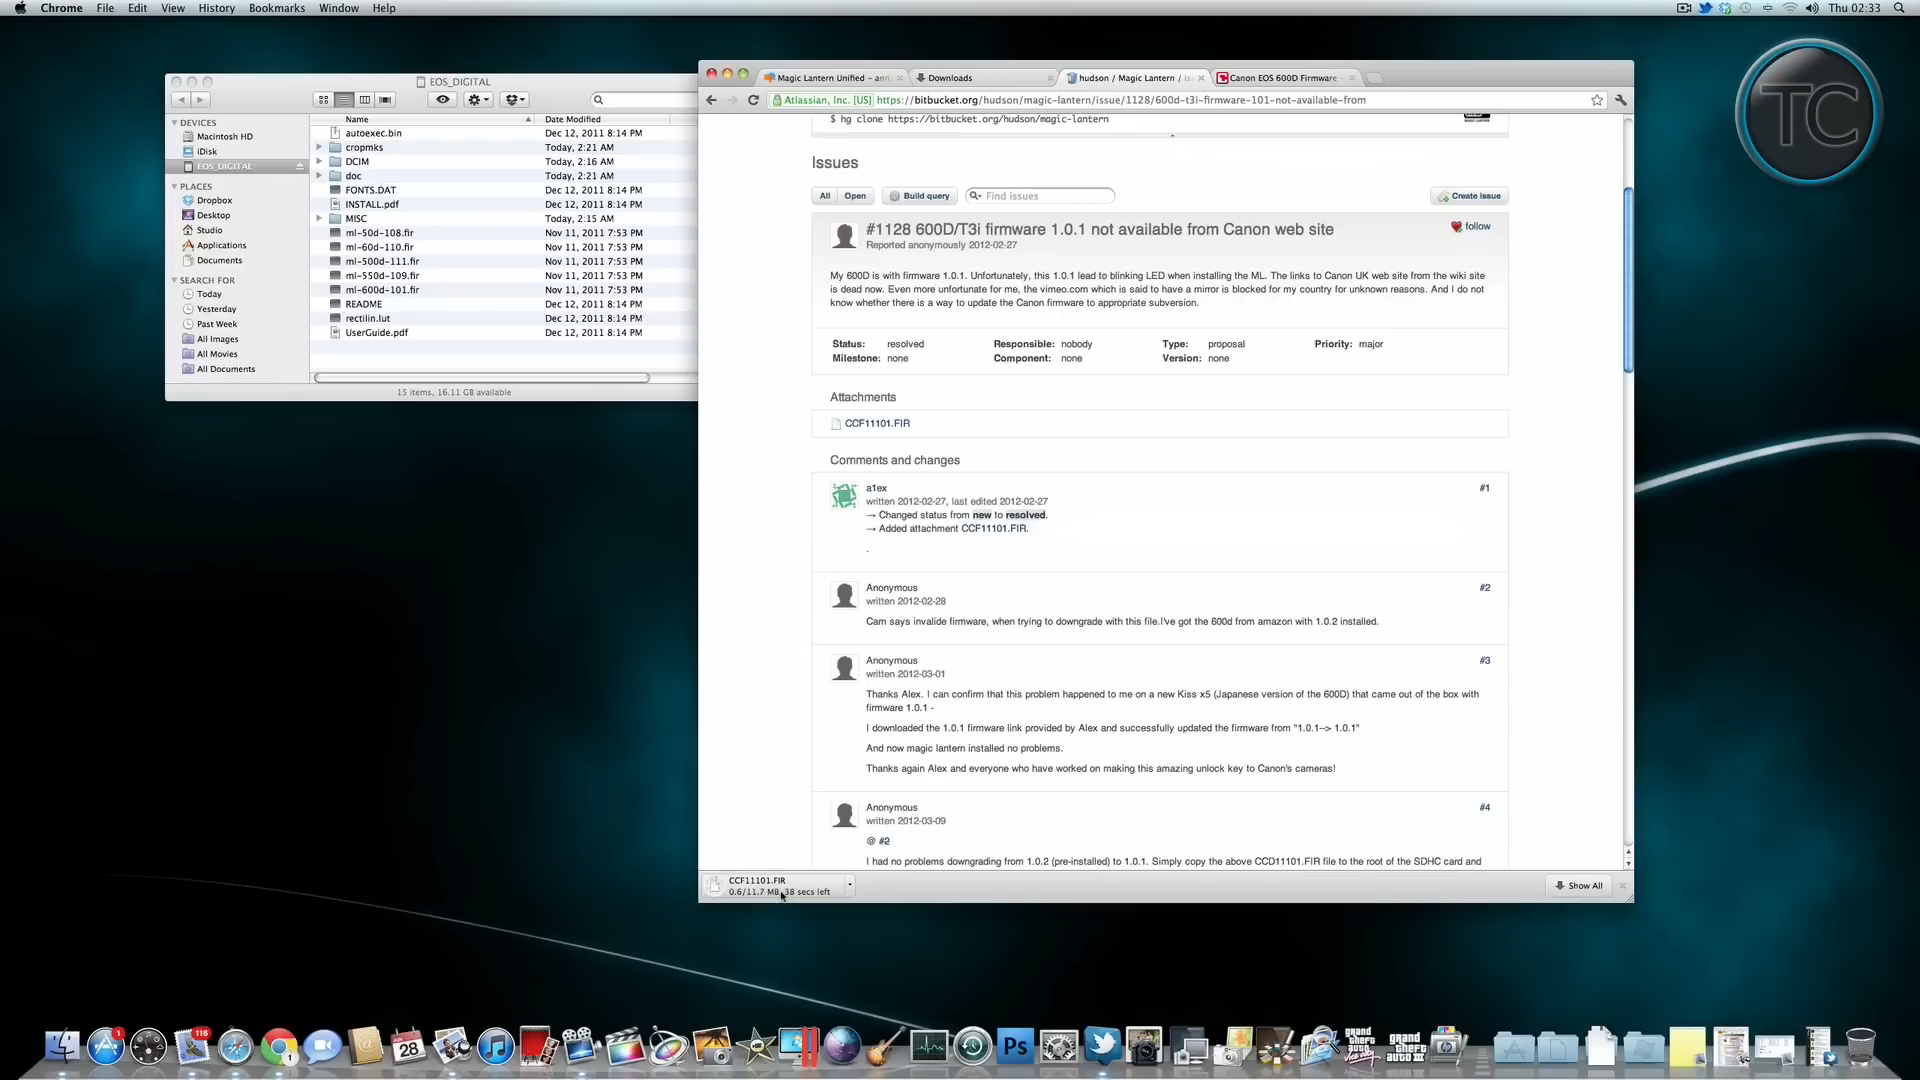 Chrome File Edit View History Bookmarks Window Help
Thu 02:33
TC
EOS_DIGITAL
Name
Date Modified
DEVICES
Macintosh HD
iDisk
EOS_DIGITAL
PLACES
Dropbox
Desktop
Studio
Applications
Documents
SEARCH FOR
Today
Yesterday
Past Week
All Images
All Movies
All Documents
autoexec.bin Dec 12, 2011 8:14 PM
cropmks Today, 2:21 AM
DCIM Today, 2:16 AM
doc Today, 2:21 AM
FONTS.DAT Dec 12, 2011 8:14 PM
INSTALL.pdf Dec 12, 2011 8:14 PM
MISC Today, 2:15 AM
ml-50d-108.fir Nov 11, 2011 7:53 PM
ml-60d-110.fir Nov 11, 2011 7:53 PM
ml-500d-111.fir Nov 11, 2011 7:53 PM
ml-550d-109.fir Nov 11, 2011 7:53 PM
ml-600d-101.fir Nov 11, 2011 7:53 PM
README Dec 12, 2011 8:14 PM
rectilin.lut Dec 12, 2011 8:14 PM
UserGuide.pdf Dec 12, 2011 8:14 PM
15 items, 16.11 GB available
Magic Lantern Unified – ann
Downloads
hudson / Magic Lantern / is
Canon EOS 600D Firmware
Atlassian, Inc. [US] https://bitbucket.org/hudson/magic-lantern/issue/1128/600d-t3i-firmware-101-not-available-from
$ hg clone https://bitbucket.org/hudson/magic-lantern
Issues
All Open Build query Find issues Create issue
#1128 600D/T3i firmware 1.0.1 not available from Canon web site
follow
Reported anonymously 2012-02-27
My 600D is with firmware 1.0.1. Unfortunately, this 1.0.1 lead to blinking LED when installing the ML. The links to Canon UK web site from the wiki site
is dead now. Even more unfortunate for me, the vimeo.com which is said to have a mirror is blocked for my country for unknown reasons. And I do not
know whether there is a way to update the Canon firmware to appropriate subversion.
Status: resolved Responsible: nobody Type: proposal Priority: major
Milestone: none Component: none Version: none
Attachments
CCF11101.FIR
Comments and changes
a1ex #1
written 2012-02-27, last edited 2012-02-27
→ Changed status from new to resolved.
→ Added attachment CCF11101.FIR.
.
Anonymous #2
written 2012-02-28
Cam says invalide firmware, when trying to downgrade with this file.I've got the 600d from amazon with 1.0.2 installed.
Anonymous #3
written 2012-03-01
Thanks Alex. I can confirm that this problem happened to me on a new Kiss x5 (Japanese version of the 600D) that came out of the box with
firmware 1.0.1 -
I downloaded the 1.0.1 firmware link provided by Alex and successfully updated the firmware from "1.0.1--> 1.0.1"
And now magic lantern installed no problems.
Thanks again Alex and everyone who have worked on making this amazing unlock key to Canon's cameras!
Anonymous #4
written 2012-03-09
@ #2
I had no problems downgrading from 1.0.2 (pre-installed) to 1.0.1. Simply copy the above CCD11101.FIR file to the root of the SDHC card and
CCF11101.FIR
0.6/11.7 MB, 38 secs left
Show All
1
116
1
28
Ps